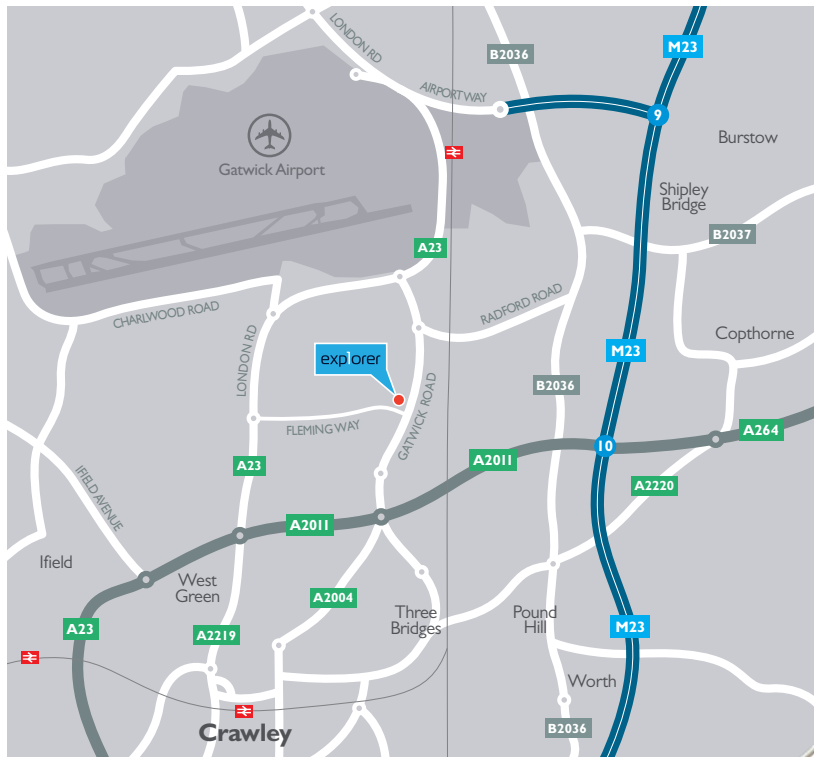 LONDON RD
M23
B2036
AIRPORT WAY
9
Burstow
Gatwick Airport
Shipley
Bridge
B2037
A23
CHARLWOOD ROAD
RADFORD ROAD
LONDON RD
Copthorne
M23
explorer
B2036
GATWICK ROAD
FLEMING WAY
A264
10
A2011
A23
A2220
IFIELD AVENUE
A2011
Ifield
West
Green
A2004
Three
Bridges
Pound
Hill
A23
A2219
M23
Worth
B2036
Crawley